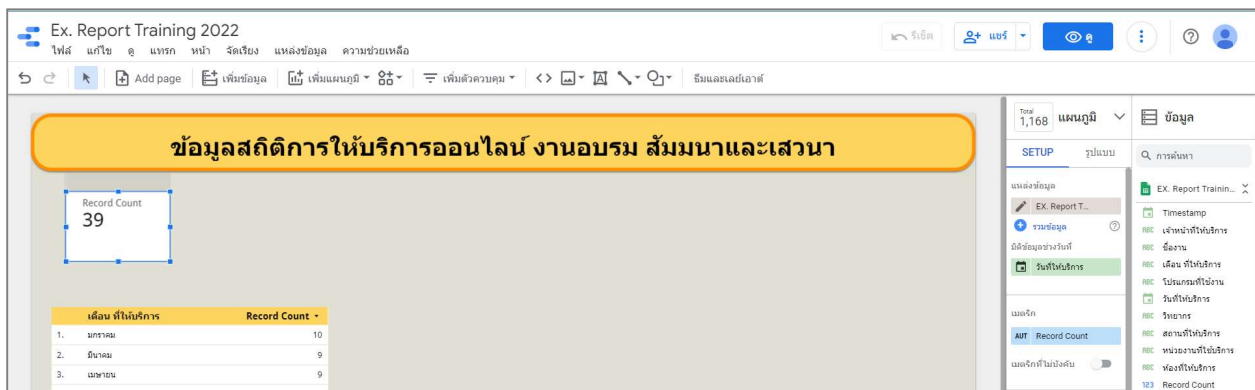 Ex. Report Training 2022
ไฟล์ แก้ไข ดู แทรก หน้า จัดเรียง แหล่งข้อมูล ความช่วยเหลือ
รีเซ็ต
แชร์
ดู
Add page
เพิ่มข้อมูล
เพิ่มแผนภูมิ
เพิ่มตัวควบคุม
ธีมและเลย์เอาต์
ข้อมูลสถิติการให้บริการออนไลน์ งานอบรม สัมมนาและเสวนา
Record Count
39
เดือน ที่ให้บริการ Record Count
1. มกราคม 10
2. มีนาคม 9
3. เมษายน 9
Total
1,168
แผนภูมิ
SETUP รูปแบบ
แหล่งข้อมูล
EX. Report T...
รวมข้อมูล
มิติข้อมูลช่วงวันที่
วันที่ให้บริการ
เมตริก
AUT Record Count
เมตริกที่ไม่บังคับ
ข้อมูล
การค้นหา
EX. Report Trainin...
Timestamp
ABC เจ้าหน้าที่ให้บริการ
ABC ชื่องาน
ABC เดือน ที่ให้บริการ
ABC โปรแกรมที่ใช้งาน
วันที่ให้บริการ
ABC วิทยากร
ABC สถานที่ให้บริการ
ABC หน่วยงานที่ใช้บริการ
ABC ห้องที่ให้บริการ
123 Record Count